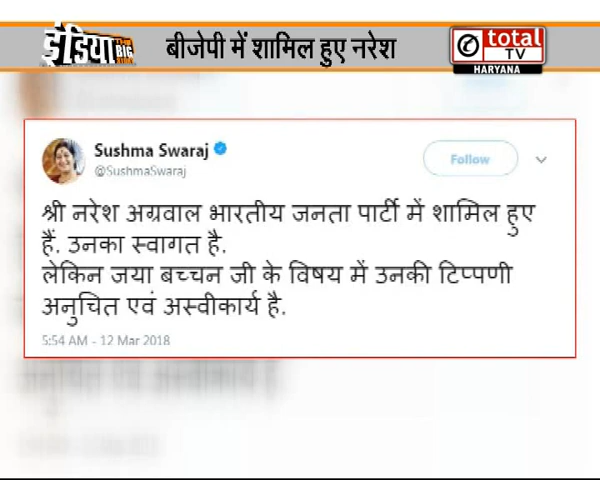 इंडिया THE BIG
बीजेपी में शामिल हुए नरेश
total
TV
HARYANA
Sushma Swaraj
@SushmaSwaraj
Follow
श्री नरेश अग्रवाल भारतीय जनता पार्टी में शामिल हुए
हैं. उनका स्वागत है.
लेकिन जया बच्चन जी के विषय में उनकी टिप्पणी
अनुचित एवं अस्वीकार्य है.
5:54 AM - 12 Mar 2018